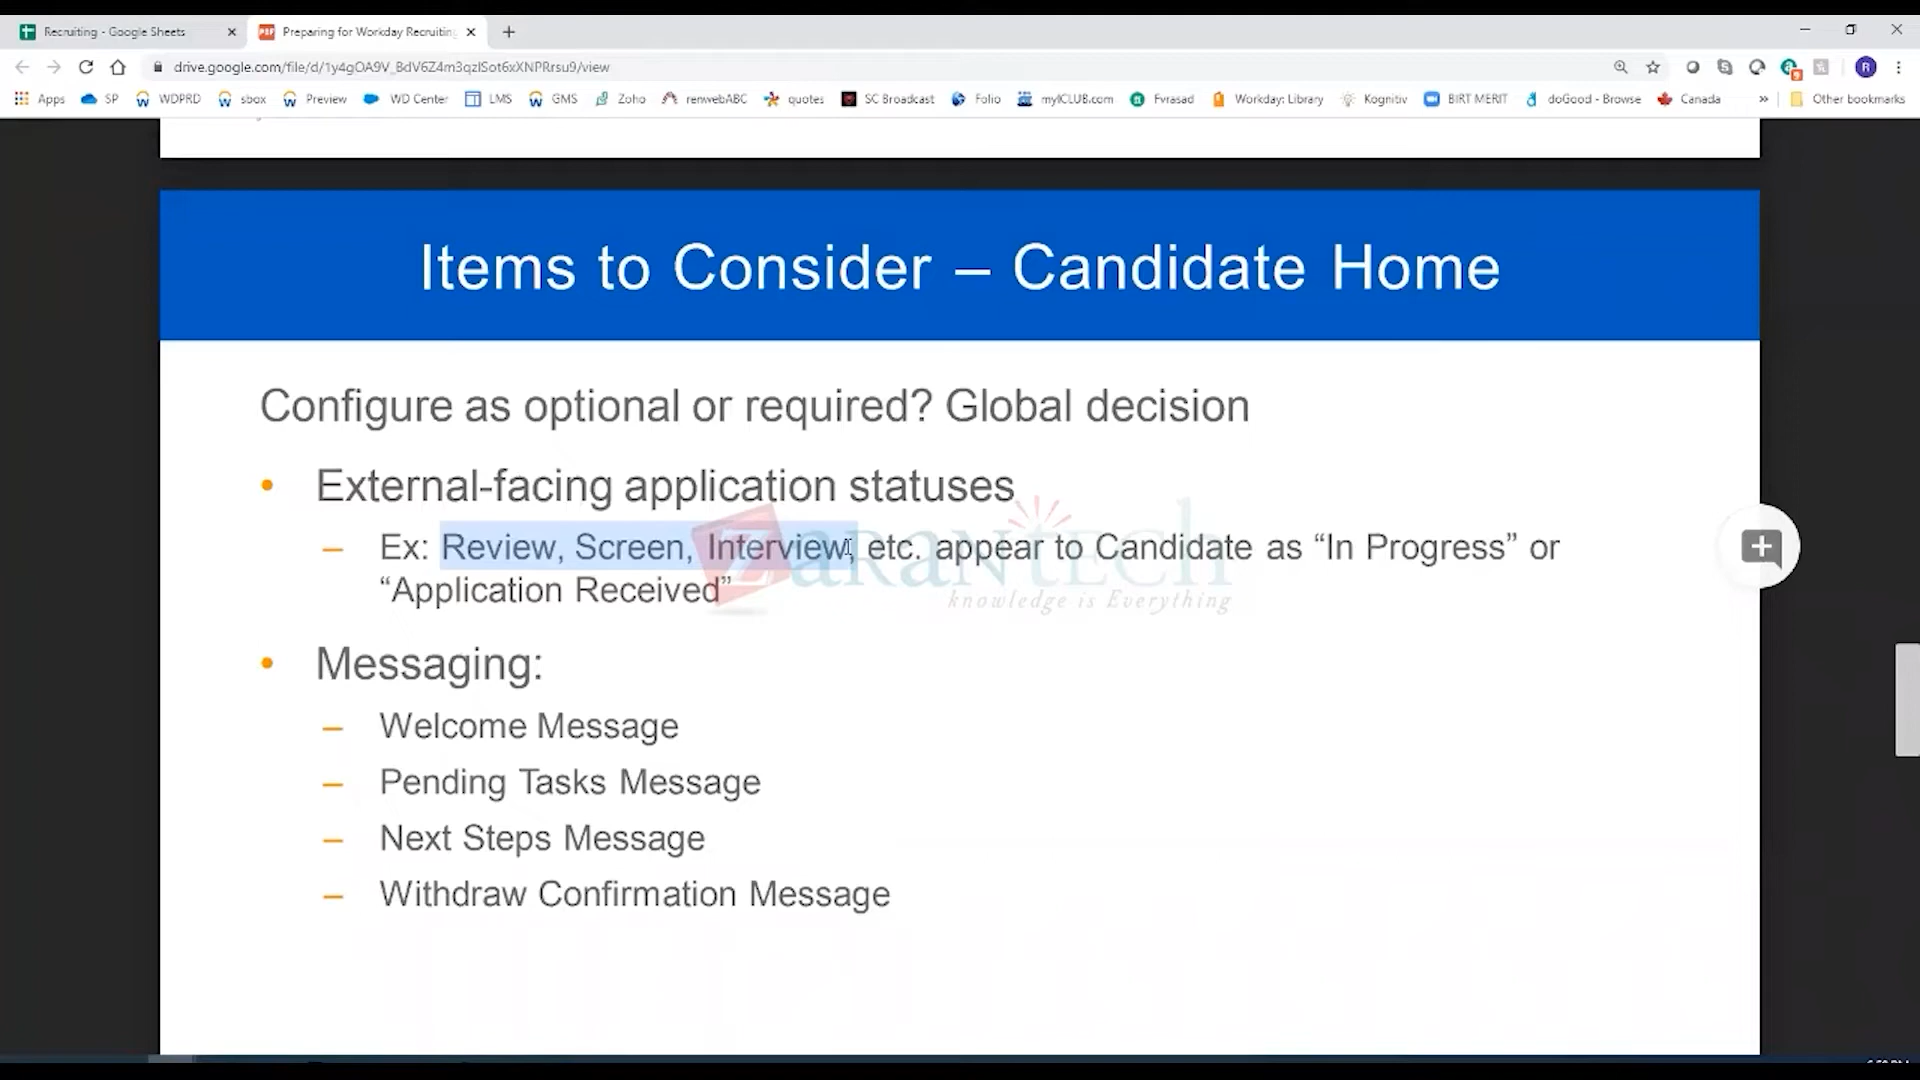 Recruiting - Google Sheets
Preparing for Workday Recruiting
drive.google.com/file/d/1y4gOA9V_BdV6Z4m3qzISot6xXNPRrsu9/view
Apps SP WDPRD sbox Preview WD Center LMS GMS Zoho renwebABC quotes SC Broadcast Folio myICLUB.com Fvrasad Workday: Library Kognitiv BIRT MERIT doGood - Browse Canada » Other bookmarks
Items to Consider – Candidate Home
Configure as optional or required? Global decision
• External-facing application statuses
– Ex: Review, Screen, Interview, etc. appear to Candidate as “In Progress” or
“Application Received”
ZaranTech
knowledge is Everything
• Messaging:
– Welcome Message
– Pending Tasks Message
– Next Steps Message
– Withdraw Confirmation Message